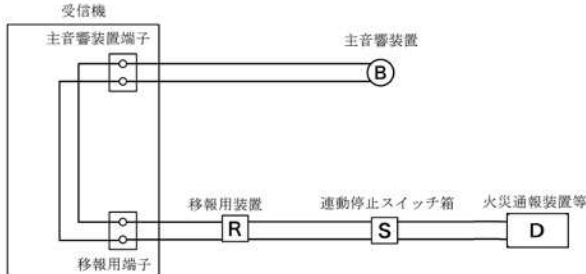 受信機
主音響装置端子
主音響装置
B
移報用装置
連動停止スイッチ箱
火災通報装置等
R
S
D
移報用端子